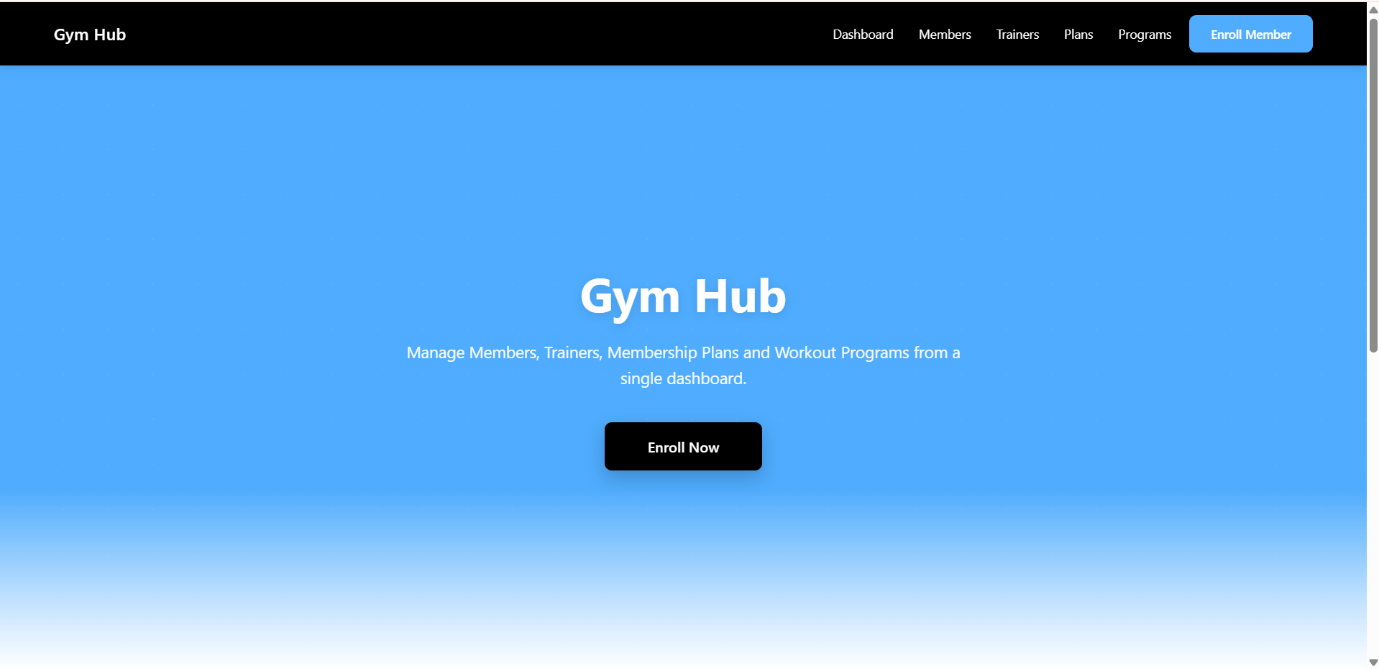 Gym Hub
Dashboard Members Trainers Plans Programs Enroll Member
Gym Hub
Manage Members, Trainers, Membership Plans and Workout Programs from a
single dashboard.
Enroll Now